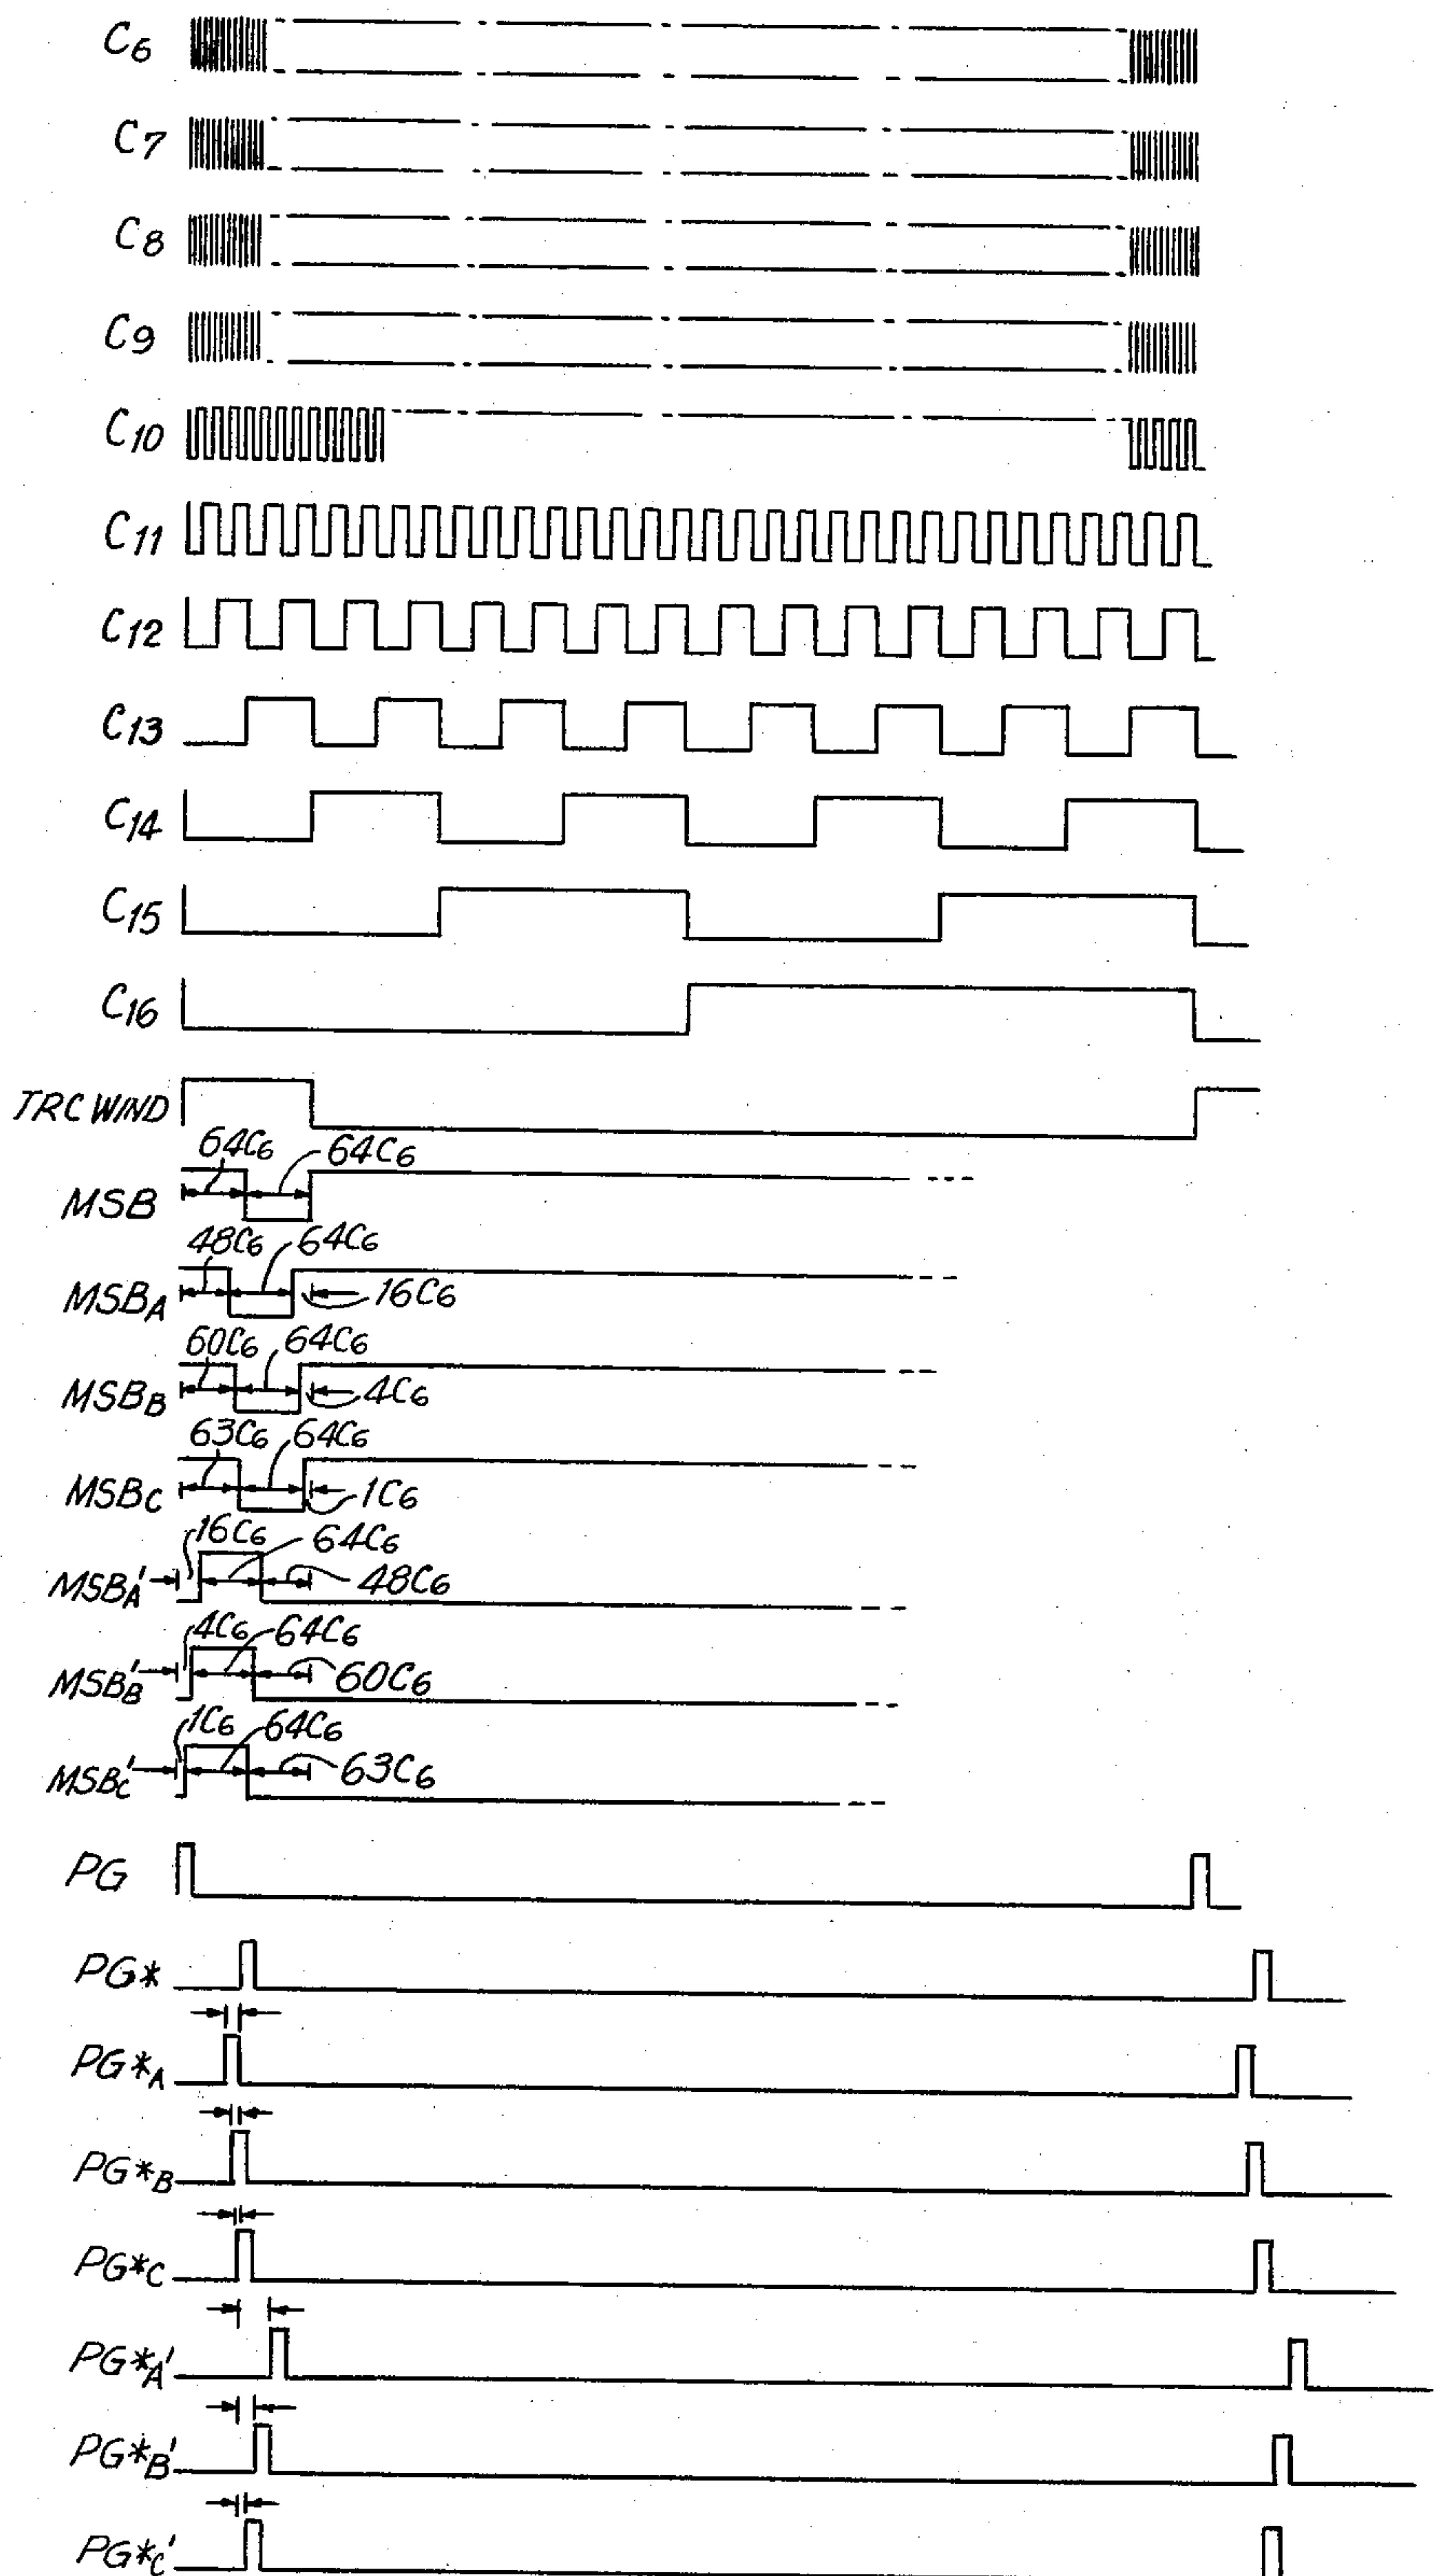 C6
C7
C8
C9
C10
C11
C12
C13
C14
C15
C16
TRC WIND
64C6 64C6
MSB
48C6 64C6
MSBA 16C6
60C6 64C6
MSBB 4C6
63C6 64C6
MSBC 1C6
16C6 64C6
MSBA' 48C6
4C6 64C6
MSBB' 60C6
1C6 64C6
MSBC' 63C6
PG
PG*
PG*A
PG*B
PG*C
PG*A'
PG*B'
PG*C'